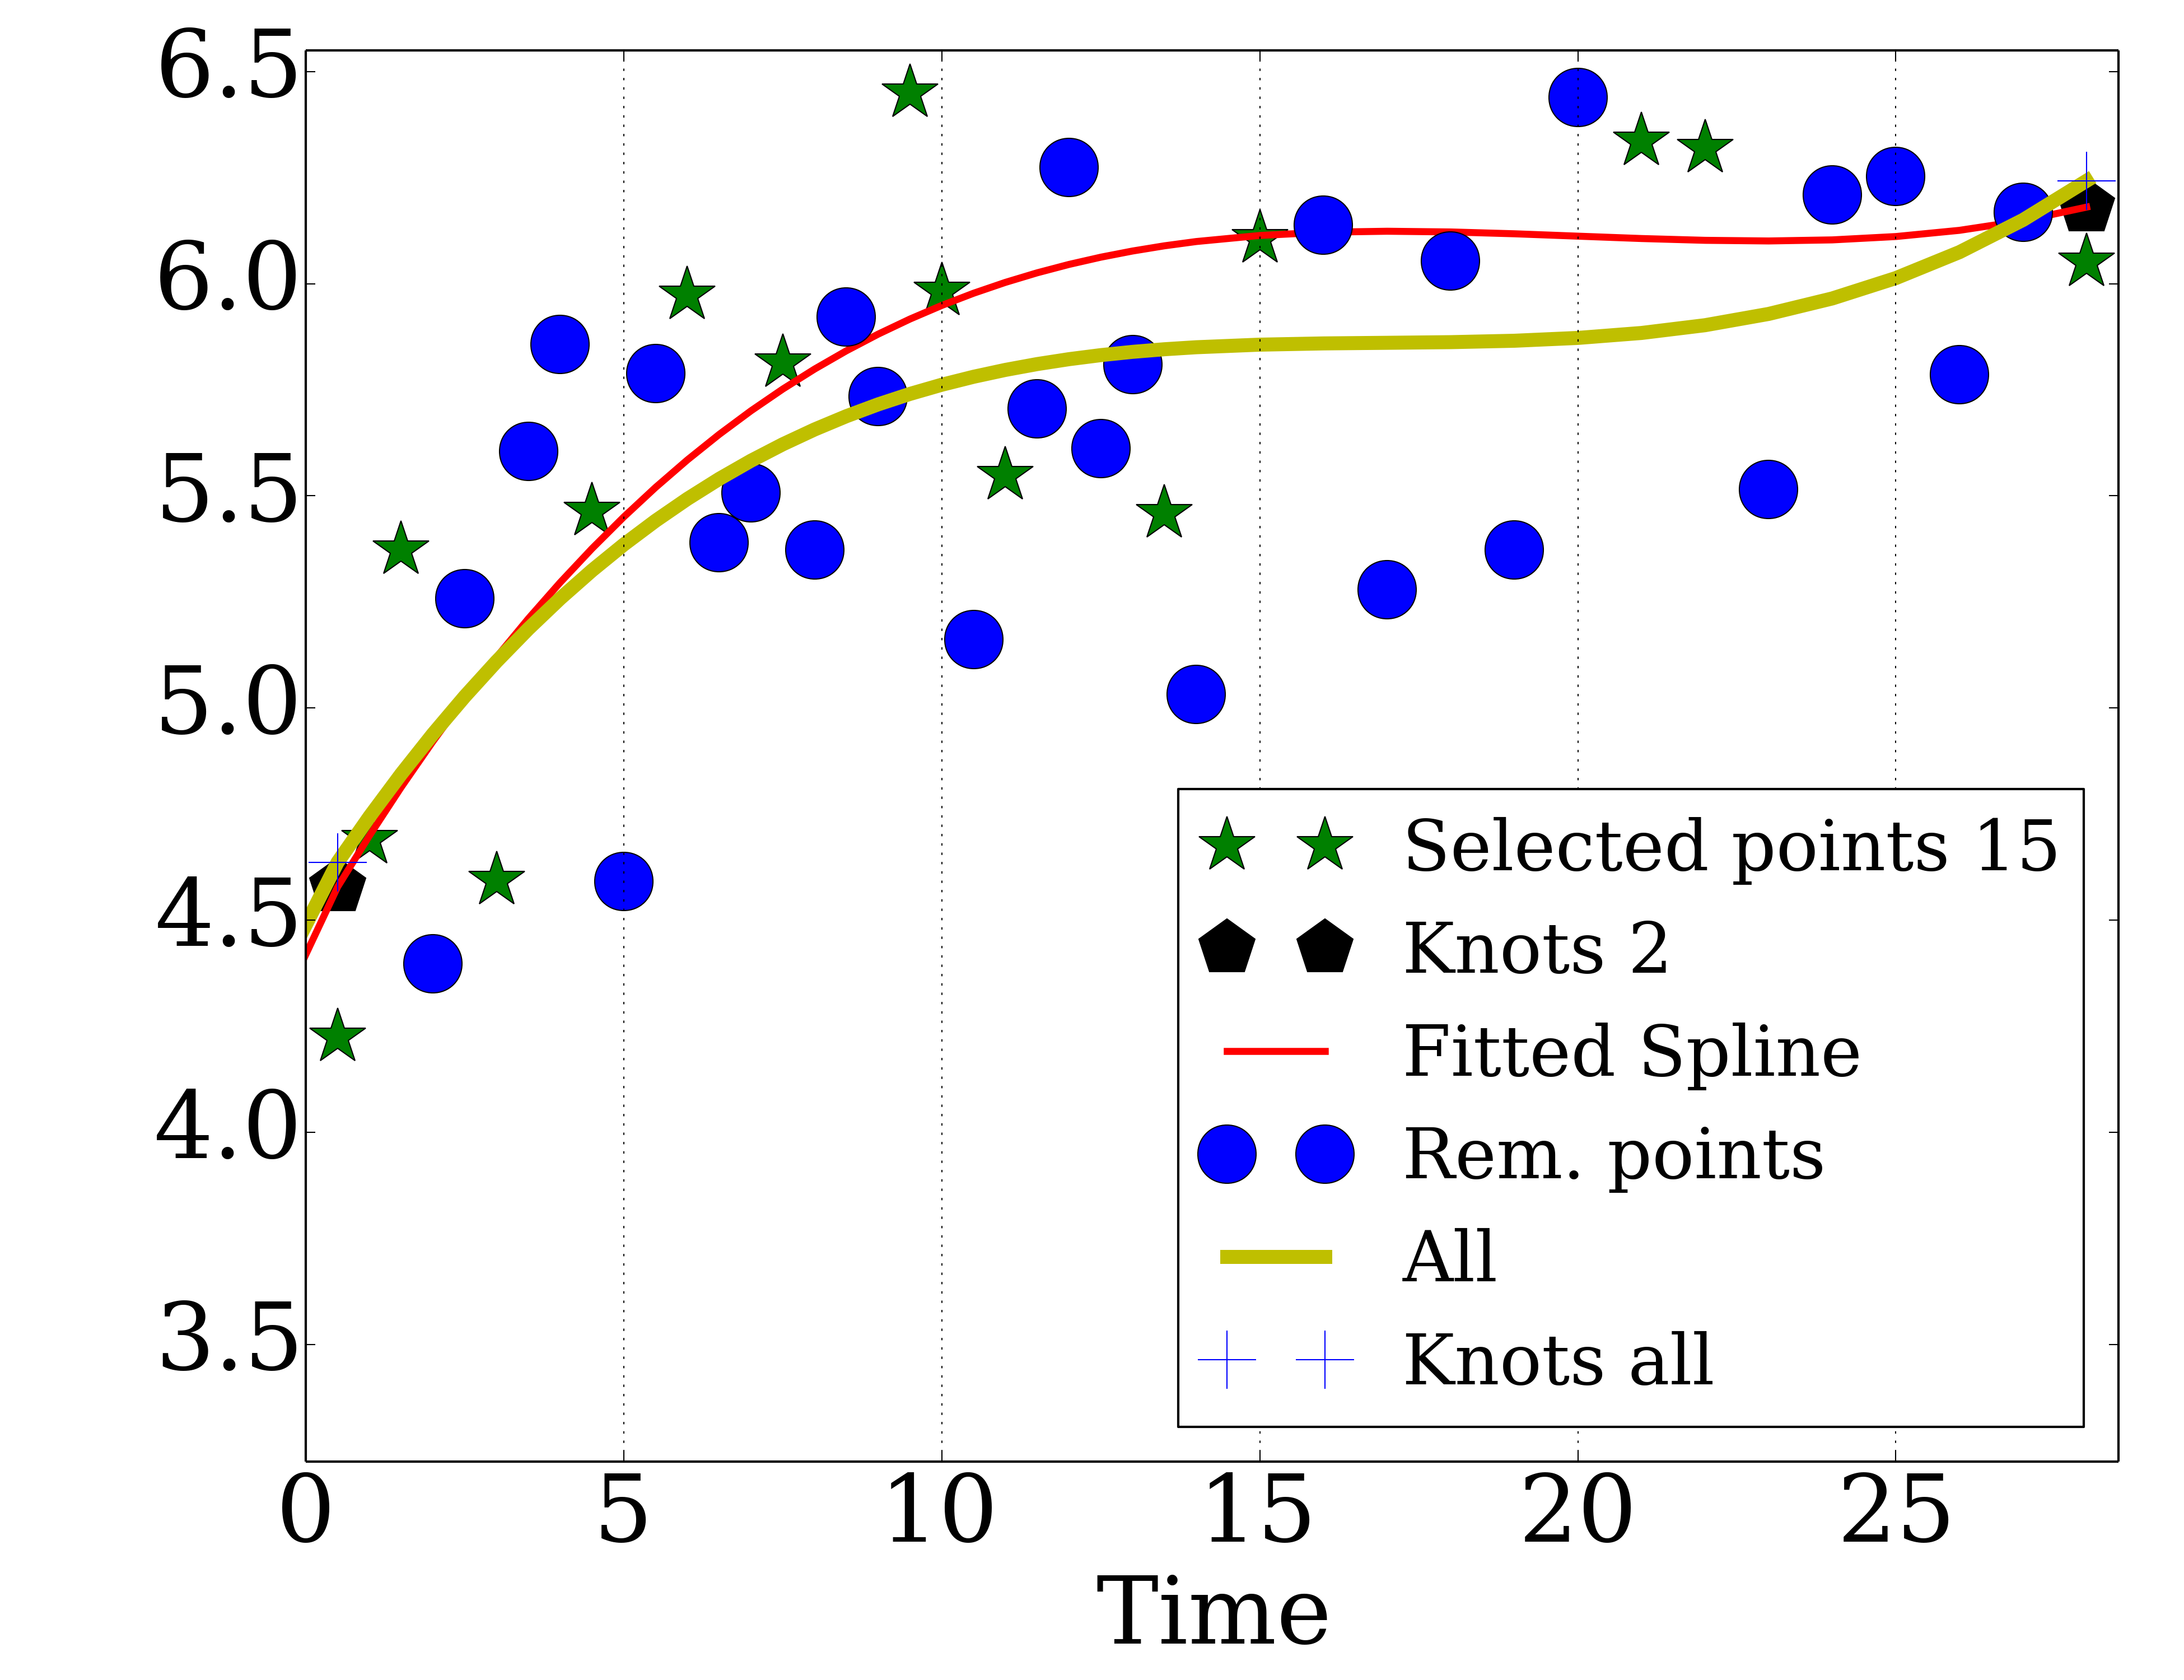 6.5
6.0
5.5
5.0
4.5
4.0
3.5
0 5 10 15 20 25
Time
Selected points 15
Knots 2
Fitted Spline
Rem. points
All
Knots all